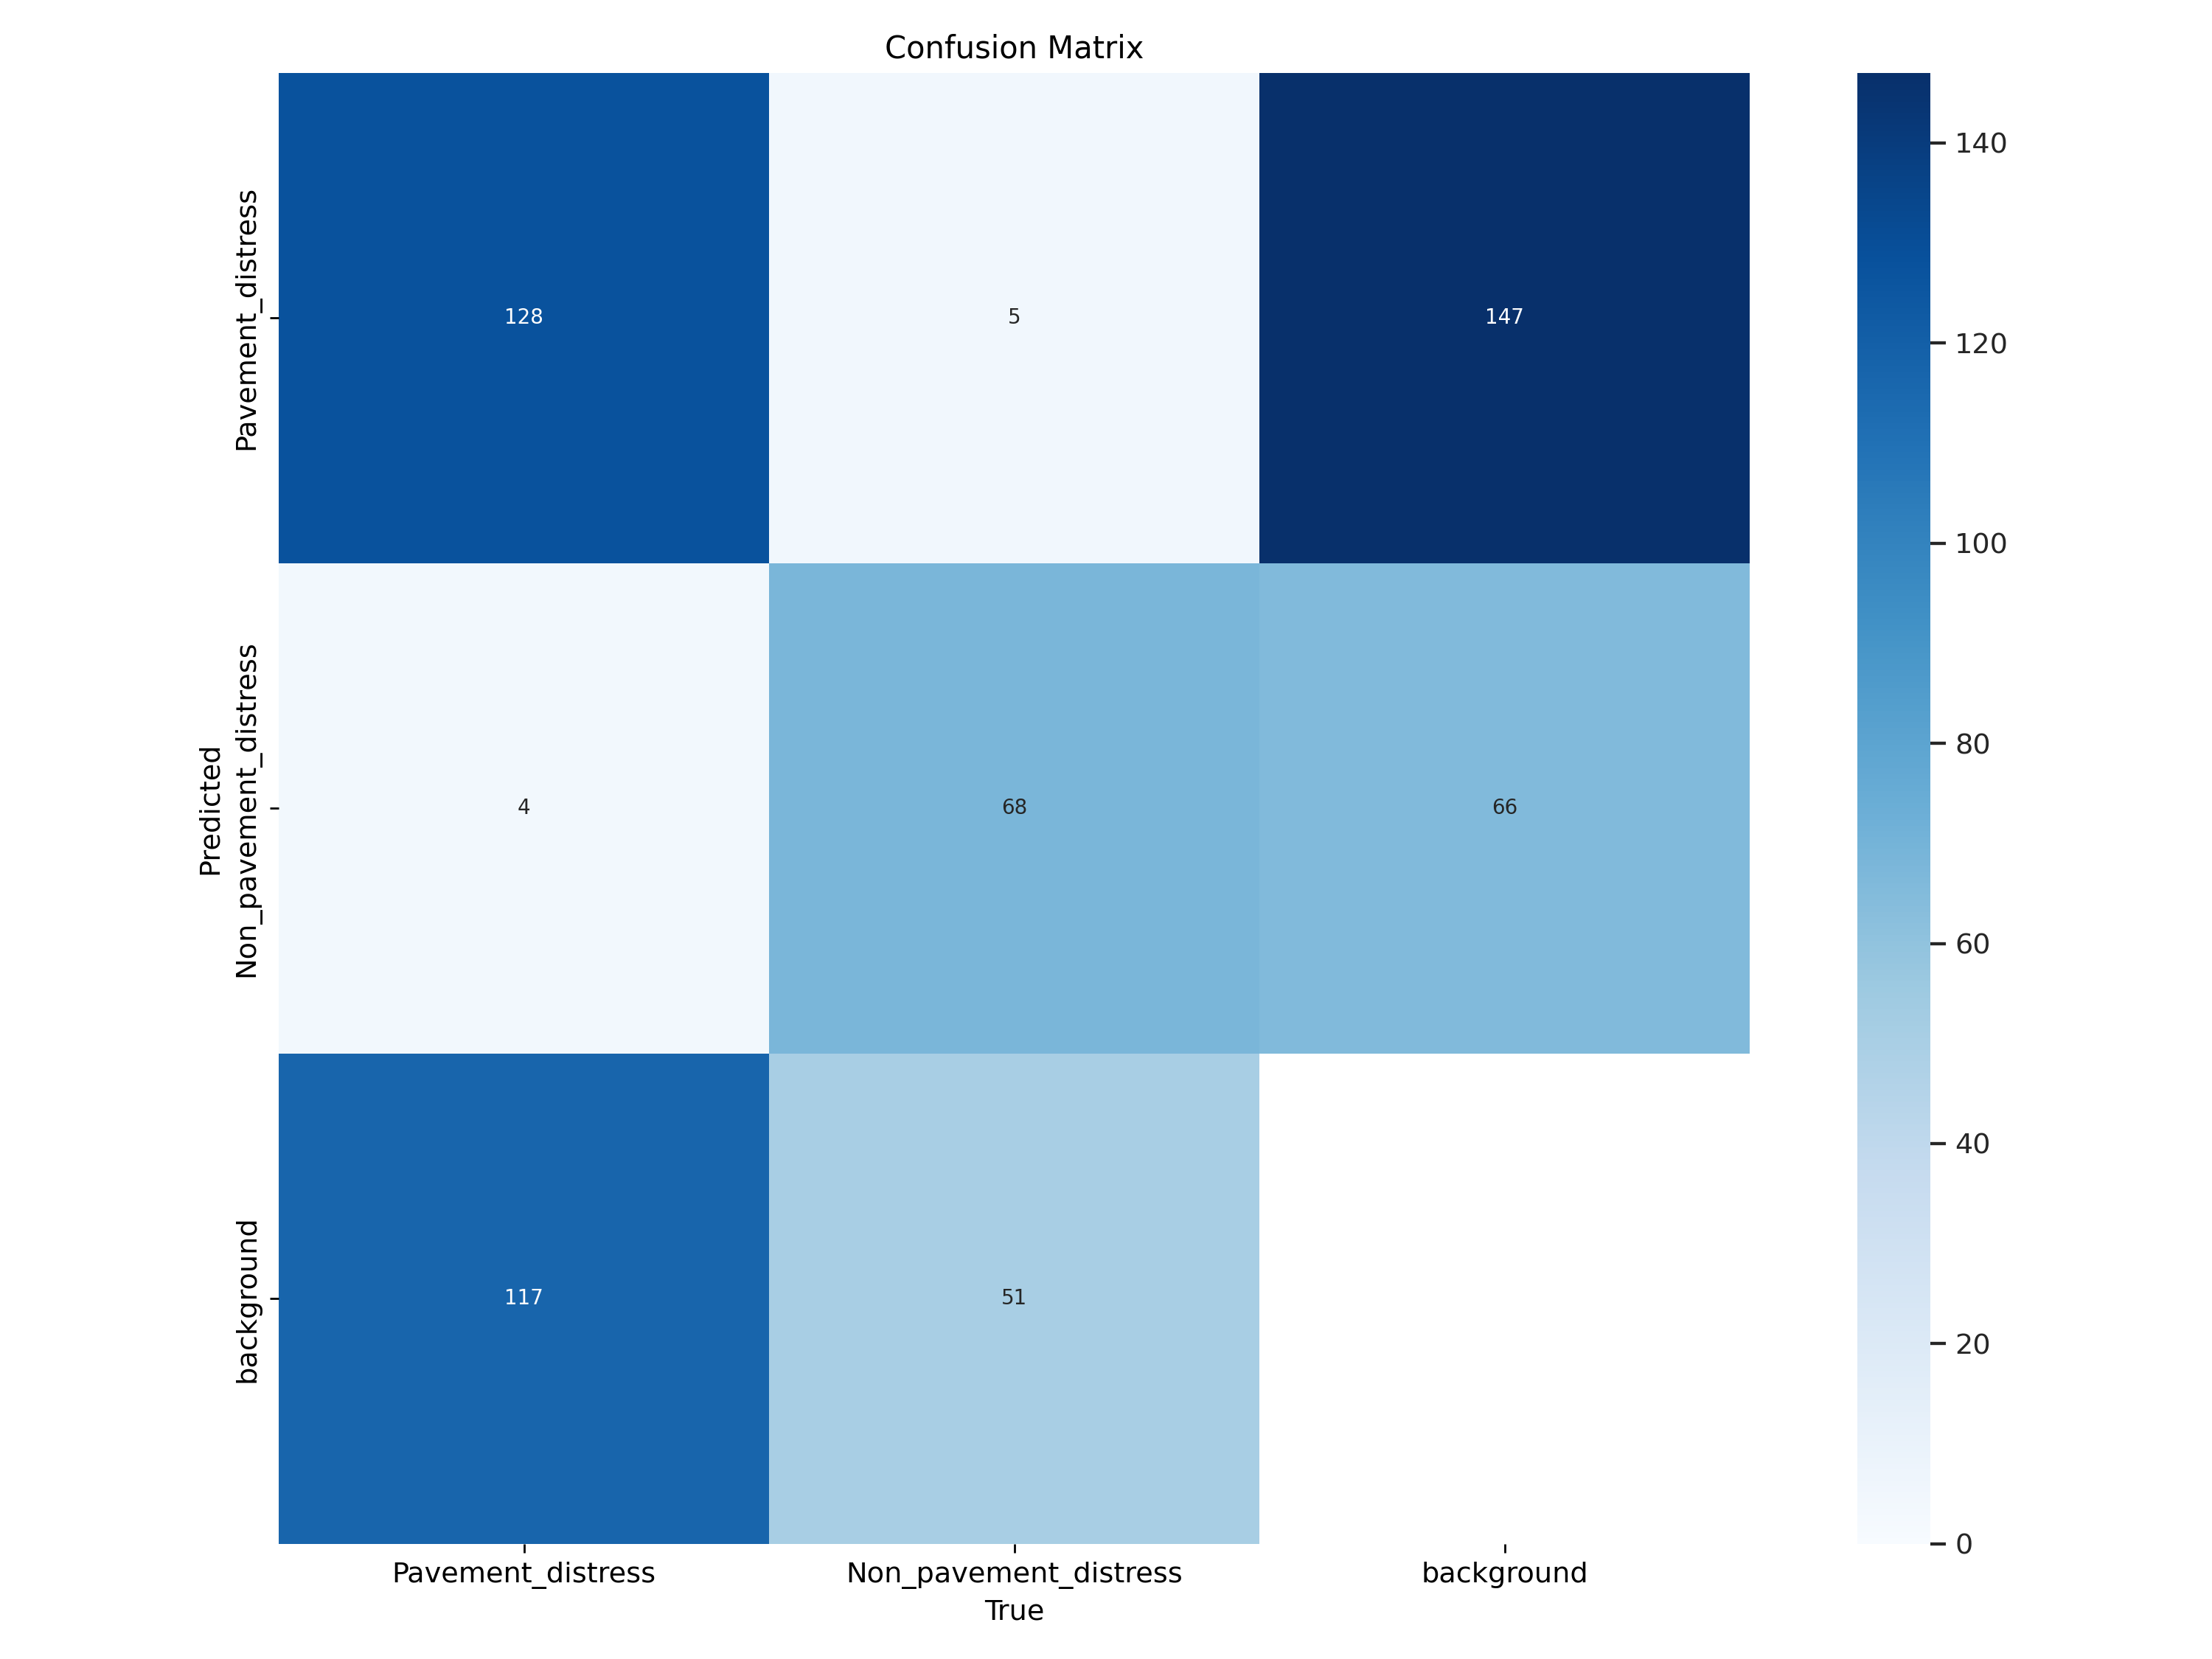 Confusion Matrix
Pavement_distress
128
5
147
140
120
100
80
60
40
20
0
Predicted
Non_pavement_distress
4
68
66
background
117
51
Pavement_distress
Non_pavement_distress
background
True